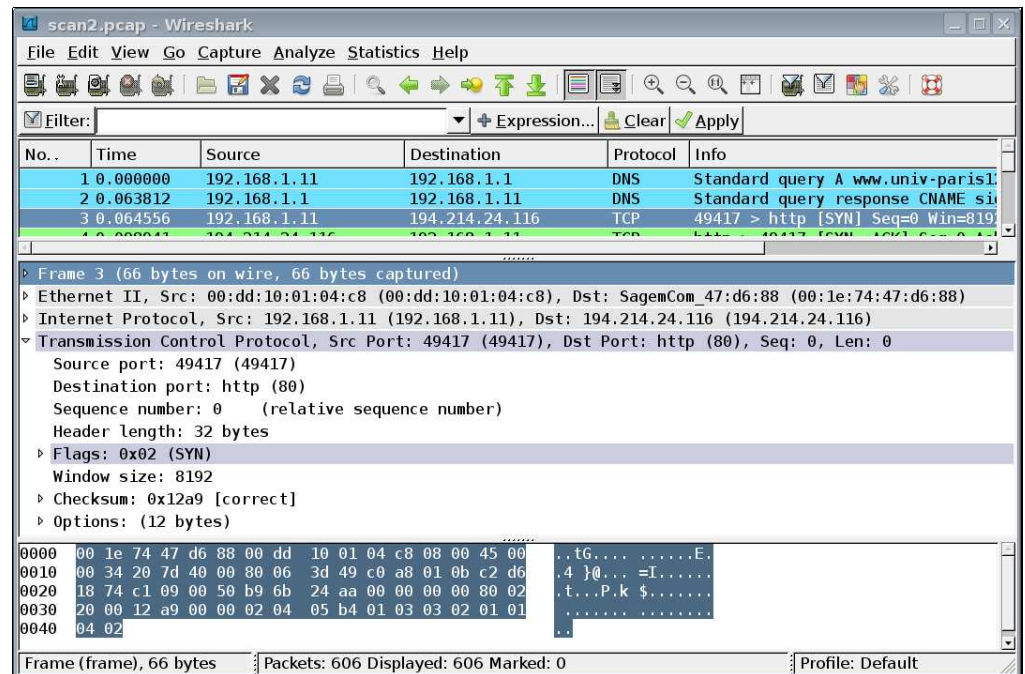 scan2.pcap - Wireshark
File Edit View Go Capture Analyze Statistics Help
Filter: Expression... Clear Apply
No. . Time Source Destination Protocol Info
1 0.000000 192.168.1.11 192.168.1.1 DNS Standard query A www.univ-paris1
2 0.063812 192.168.1.1 192.168.1.11 DNS Standard query response CNAME si
3 0.064556 192.168.1.11 194.214.24.116 TCP 49417 > http [SYN] Seq=0 Win=819
Frame 3 (66 bytes on wire, 66 bytes captured)
Ethernet II, Src: 00:dd:10:01:04:c8 (00:dd:10:01:04:c8), Dst: SagemCom_47:d6:88 (00:1e:74:47:d6:88)
Internet Protocol, Src: 192.168.1.11 (192.168.1.11), Dst: 194.214.24.116 (194.214.24.116)
Transmission Control Protocol, Src Port: 49417 (49417), Dst Port: http (80), Seq: 0, Len: 0
Source port: 49417 (49417)
Destination port: http (80)
Sequence number: 0 (relative sequence number)
Header length: 32 bytes
Flags: 0x02 (SYN)
Window size: 8192
Checksum: 0x12a9 [correct]
Options: (12 bytes)
0000 00 1e 74 47 d6 88 00 dd 10 01 04 c8 08 00 45 00 ..tG.... ......E.
0010 00 34 20 7d 40 00 80 06 3d 49 c0 a8 01 0b c2 d6 .4 }@... =I......
0020 18 74 c1 09 00 50 b9 6b 24 aa 00 00 00 00 80 02 .t...P.k $.......
0030 20 00 12 a9 00 00 02 04 05 b4 01 03 03 02 01 01 ....... ........
0040 04 02 ..
Frame (frame), 66 bytes Packets: 606 Displayed: 606 Marked: 0 Profile: Default